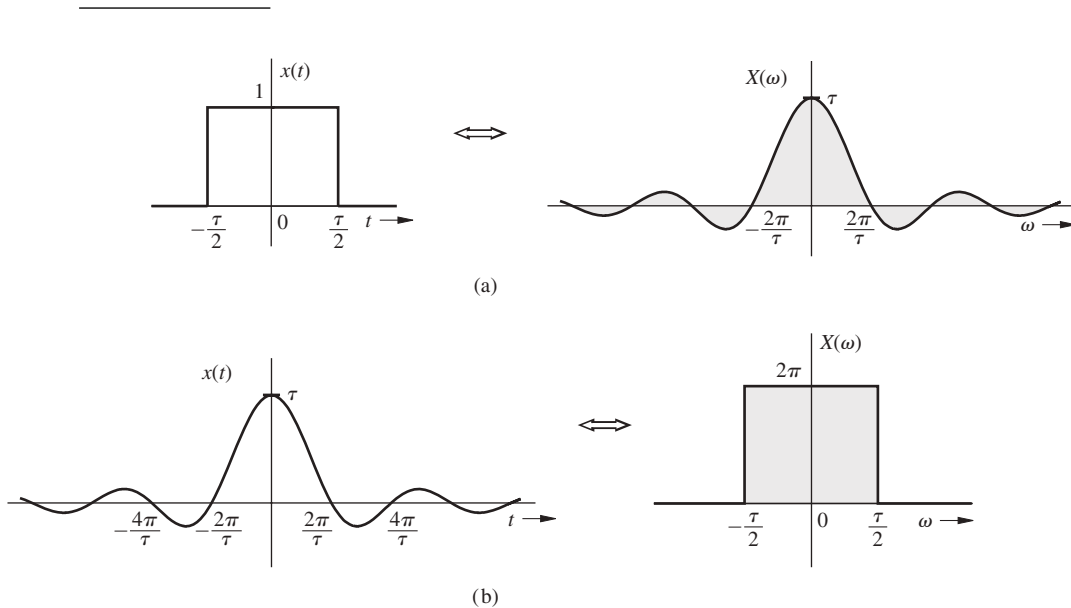 x(t)
1
−τ/2 0 τ/2 t
X(ω)
τ
−2π/τ 2π/τ ω
(a)
x(t)
τ
−4π/τ −2π/τ 2π/τ 4π/τ t
X(ω)
2π
−τ/2 0 τ/2 ω
(b)